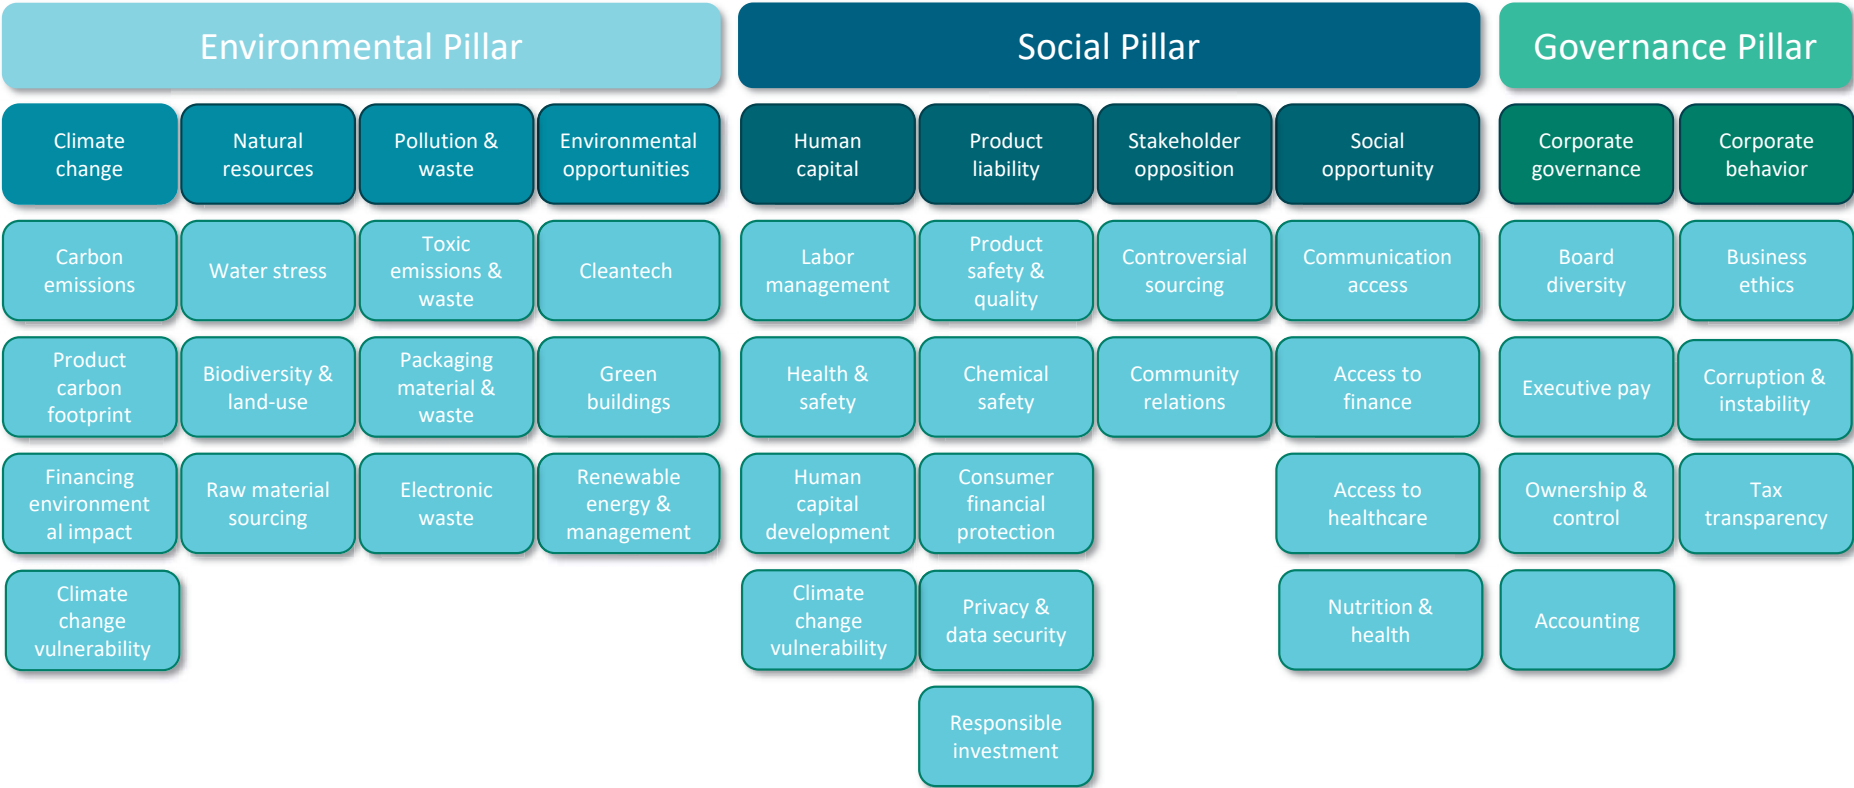 Environmental Pillar
Social Pillar
Governance Pillar
Climate
change
Natural
resources
Pollution &
waste
Environmental
opportunities
Human
capital
Product
liability
Stakeholder
opposition
Social
opportunity
Corporate
governance
Corporate
behavior
Carbon
emissions
Water stress
Toxic
emissions &
waste
Cleantech
Labor
management
Product
safety &
quality
Controversial
sourcing
Communication
access
Board
diversity
Business
ethics
Product
carbon
footprint
Biodiversity &
land-use
Packaging
material &
waste
Green
buildings
Health &
safety
Chemical
safety
Community
relations
Access to
finance
Executive pay
Corruption &
instability
Financing
environment
al impact
Raw material
sourcing
Electronic
waste
Renewable
energy &
management
Human
capital
development
Consumer
financial
protection
Access to
healthcare
Ownership &
control
Tax
transparency
Climate
change
vulnerability
Climate
change
vulnerability
Privacy &
data security
Nutrition &
health
Accounting
Responsible
investment